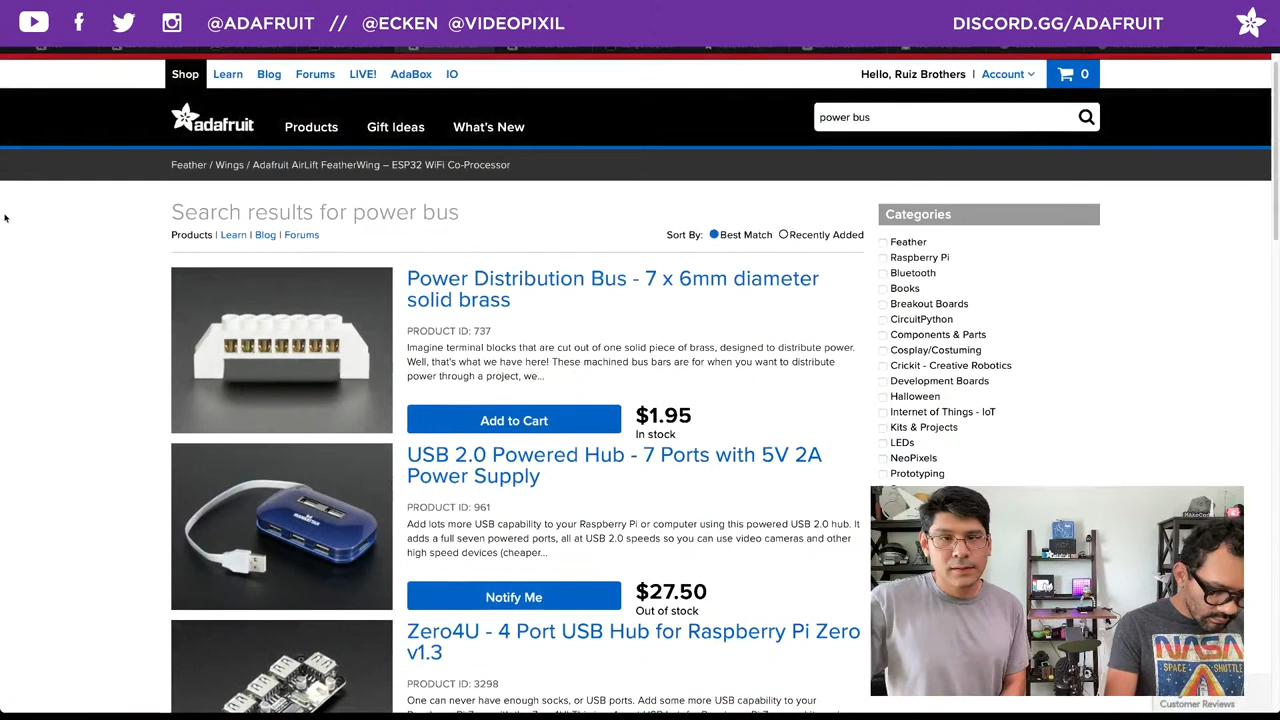 @ADAFRUIT // @ECKEN @VIDEOPIXIL
DISCORD.GG/ADAFRUIT
Shop Learn Blog Forums LIVE! AdaBox IO
Hello, Ruiz Brothers | Account 0
adafruit Products Gift Ideas What's New
power bus
Feather / Wings / Adafruit AirLift FeatherWing – ESP32 WiFi Co-Processor
Search results for power bus
Products | Learn | Blog | Forums
Sort By: Best Match Recently Added
Power Distribution Bus - 7 x 6mm diameter
solid brass
PRODUCT ID: 737
Imagine terminal blocks that are cut out of one solid piece of brass, designed to distribute power.
Well, that's what we have here! These machined bus bars are for when you want to distribute
power through a project, we...
Add to Cart
$1.95
In stock
USB 2.0 Powered Hub - 7 Ports with 5V 2A
Power Supply
PRODUCT ID: 961
Add lots more USB capability to your Raspberry Pi or computer using this powered USB 2.0 hub. It
adds a full seven powered ports, all at USB 2.0 speeds so you can use video cameras and other
high speed devices (cheaper...
Notify Me
$27.50
Out of stock
Zero4U - 4 Port USB Hub for Raspberry Pi Zero
v1.3
PRODUCT ID: 3298
One can never have enough socks, or USB ports. Add some more USB capability to your
Categories
Feather
Raspberry Pi
Bluetooth
Books
Breakout Boards
CircuitPython
Components & Parts
Cosplay/Costuming
Crickit - Creative Robotics
Development Boards
Halloween
Internet of Things - IoT
Kits & Projects
LEDs
NeoPixels
Prototyping
adafruit
NASA
SPACE SHUTTLE
Customer Reviews